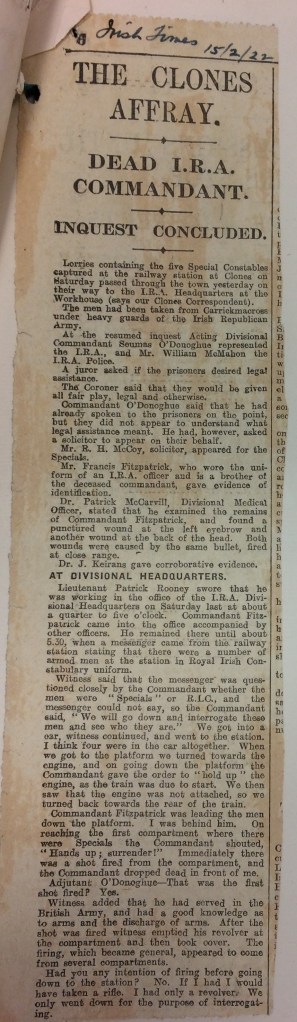 Irish Times 15/2/22
THE CLONES
AFFRAY.
DEAD I.R.A.
COMMANDANT.
INQUEST CONCLUDED.
Lorries containing the five Special Constables
captured at the railway station at Clones on
Saturday passed through the town yesterday on
their way to the I.R.A. Headquarters at the
Workhouse (says our Clones Correspondent).
The men had been taken from Carrickmacross
under heavy guards of the Irish Republican
Army.
At the resumed inquest Acting Divisional
Commandant Seumas O'Donoghue represented
the I.R.A., and Mr. William McMahon the
I.R.A. Police.
A juror asked if the prisoners desired legal
assistance.
The Coroner said that they would be given
all fair play, legal and otherwise.
Commandant O'Donoghue said that he had
already spoken to the prisoners on the point,
but they did not appear to understand what
legal assistance meant. He had, however, asked
a solicitor to appear on their behalf.
Mr. R. H. McCoy, solicitor, appeared for the
Specials.
Mr. Francis Fitzpatrick, who wore the uni-
form of an I.R.A. officer and is a brother of
the deceased commandant, gave evidence of
identification.
Dr. Patrick McCarvill, Divisional Medical
Officer, stated that he examined the remains
of Commandant Fitzpatrick, and found a
punctured wound at the left eyebrow and
another wound at the back of the head. Both
wounds were caused by the same bullet, fired
at close range.
Dr. J. Keirans gave corroborative evidence.
AT DIVISIONAL HEADQUARTERS.
Lieutenant Patrick Rooney swore that he
was working in the office of the I.R.A. Divi-
sional Headquarters on Saturday last at about
a quarter to five o'clock. Commandant Fitz-
patrick came into the office accompanied by
other officers. He remained there until about
5.30, when a messenger came from the railway
station stating that there were a number of
armed men at the station in Royal Irish Con-
stabulary uniform.
Witness said that the messenger was ques-
tioned closely by the Commandant whether the
men were "Specials" or R.I.C., and the
messenger could not say, so the Commandant
said, "We will go down and interrogate these
men and see who they are." We got into a
car, witness continued, and went to the station.
I think four were in the car altogether. When
we got to the platform we turned towards the
engine, and on going down the platform the
Commandant gave the order to "hold up" the
engine, as the train was due to start. We then
saw that the engine was not attached, so we
turned back towards the rear of the train.
Commandant Fitzpatrick was leading the men
down the platform. I was behind him. On
reaching the first compartment where there
were Specials the Commandant shouted,
"Hands up; surrender!" Immediately there
was a shot fired from the compartment, and
the Commandant dropped dead in front of me.
Adjutant O'Donoghue—That was the first
shot fired? Yes.
Witness added that he had served in the
British Army, and had a good knowledge as
to arms and the discharge of arms. After the
shot was fired witness emptied his revolver at
the compartment and then took cover. The
firing, which became general, appeared to come
from several compartments.
Had you any intention of firing before going
down to the station? No. If I had I would
have taken a rifle. I had only a revolver. We
only went down for the purpose of interrogat-
ing.